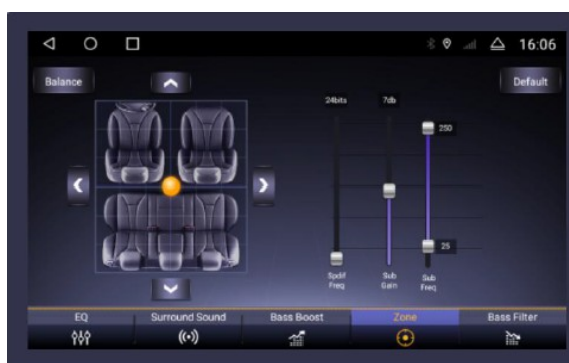 16:06
Balance
Default
24bits
7db
250
25
Spdif
Freq
Sub
Gain
Sub
Freq
EQ
Surround Sound
Bass Boost
Zone
Bass Filter